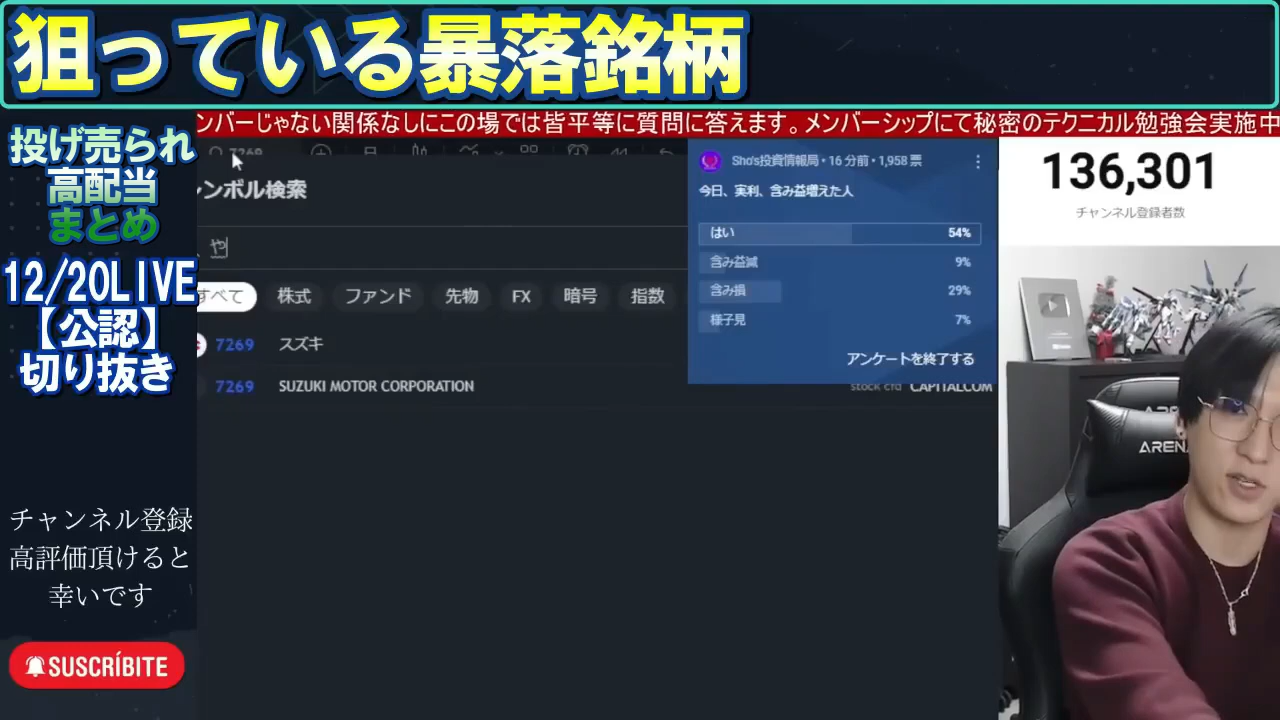 狙っている暴落銘柄
投げ売られ
高配当
まとめ
12/20LIVE
【公認】
切り抜き
チャンネル登録
高評価頂けると
幸いです
SUSCRÍBITE
ンバーじゃない関係なしにこの場では皆平等に質問に答えます。メンバーシップにて秘密のテクニカル勉強会実施中
7269
ンボル検索
や
すべて 株式 ファンド 先物 FX 暗号 指数
7269 スズキ
7269 SUZUKI MOTOR CORPORATION stock cfd CAPITALCOM
Sho's投資情報局・16 分前・1,958 票
今日、実利、含み益増えた人
はい 54%
含み益減 9%
含み損 29%
様子見 7%
アンケートを終了する
136,301
チャンネル登録者数